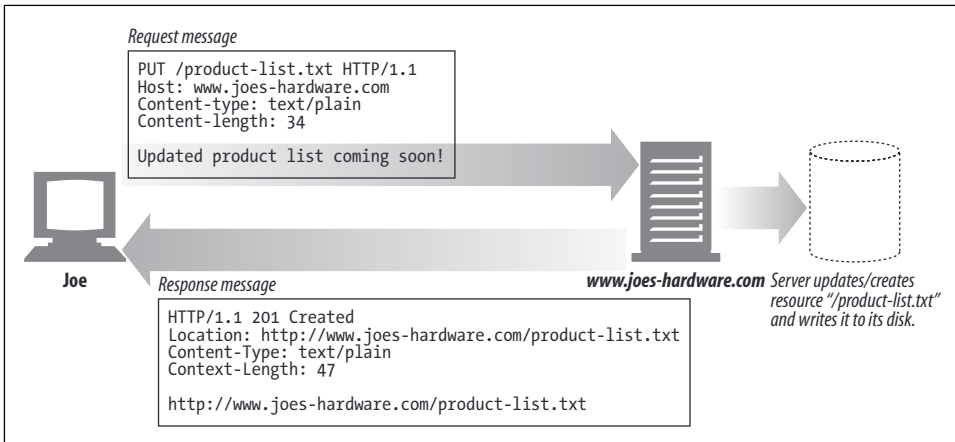 Request message
PUT /product-list.txt HTTP/1.1
Host: www.joes-hardware.com
Content-type: text/plain
Content-length: 34
Updated product list coming soon!
Joe
www.joes-hardware.com
Server updates/creates
resource “/product-list.txt”
and writes it to its disk.
Response message
HTTP/1.1 201 Created
Location: http://www.joes-hardware.com/product-list.txt
Content-Type: text/plain
Context-Length: 47
http://www.joes-hardware.com/product-list.txt